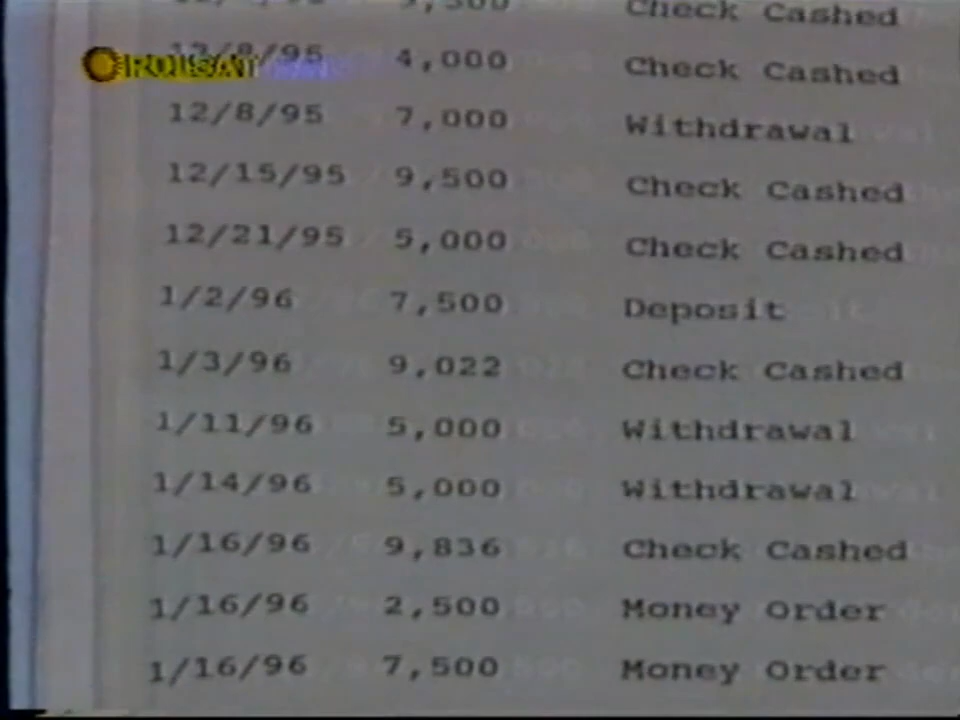 Check Cashed
12/8/95 4,000 Check Cashed
12/8/95 7,000 Withdrawal
12/15/95 9,500 Check Cashed
12/21/95 5,000 Check Cashed
1/2/96 7,500 Deposit
1/3/96 9,022 Check Cashed
1/11/96 5,000 Withdrawal
1/14/96 5,000 Withdrawal
1/16/96 9,836 Check Cashed
1/16/96 2,500 Money Order
1/16/96 7,500 Money Order